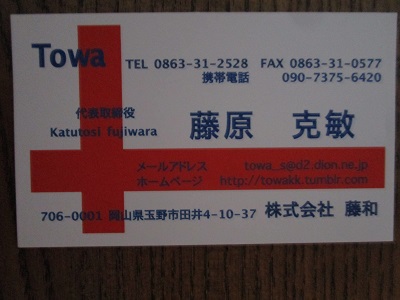 Towa TEL 0863-31-2528 FAX 0863-31-0577
携帯電話 090-7375-6420
代表取締役
Katutosi fujiwara 藤原 克敏
メールアドレス towa_s@d2.dion.ne.jp
ホームページ http://towakk.tumblr.com
706-0001 岡山県玉野市田井4-10-37 株式会社 藤和